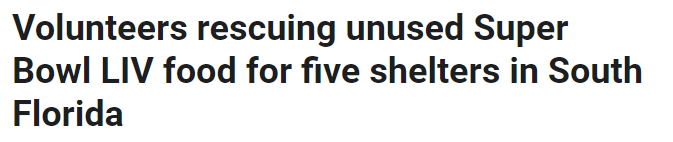 Volunteers rescuing unused Super
Bowl LIV food for five shelters in South
Florida